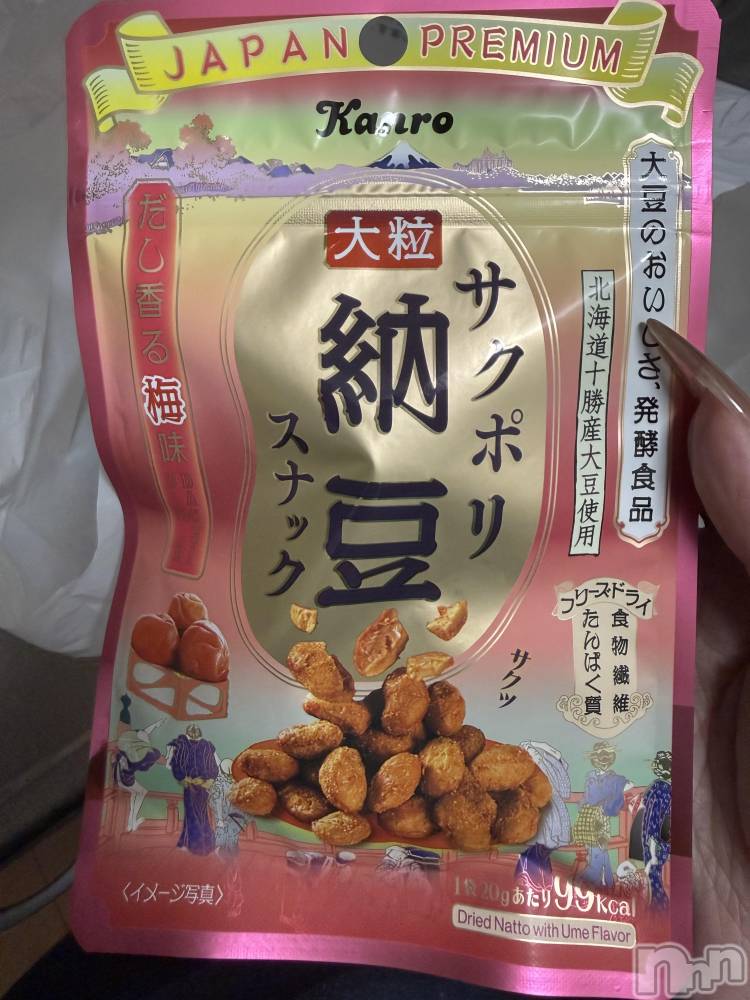 JAPAN PREMIUM
Kanro
大豆のおいしさ、発酵食品
北海道十勝産大豆使用
大粒
サクポリ
納豆
スナック
だし香る梅味
フリーズドライ
食物繊維
たんぱく質
サクッ
〈イメージ写真〉
1袋20gあたり99kcal
Dried Natto with Ume Flavor
nnn